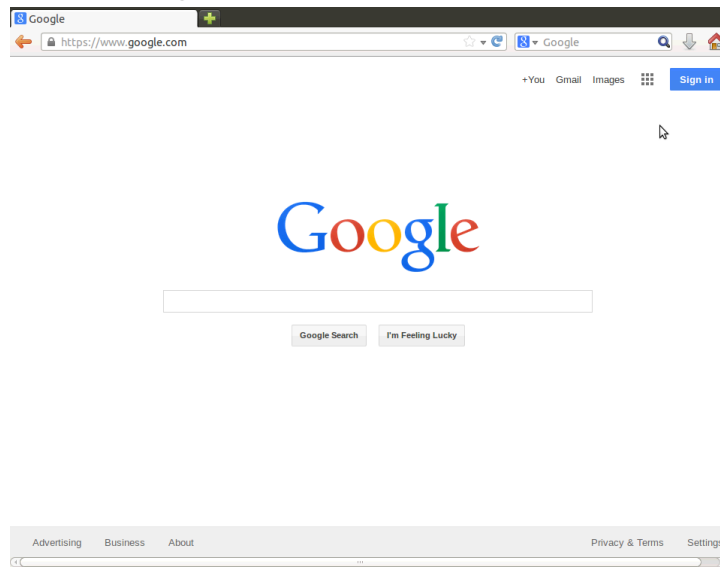 Google
https://www.google.com
Google
+You Gmail Images Sign in
Google
Google Search I'm Feeling Lucky
Advertising Business About Privacy & Terms Settings